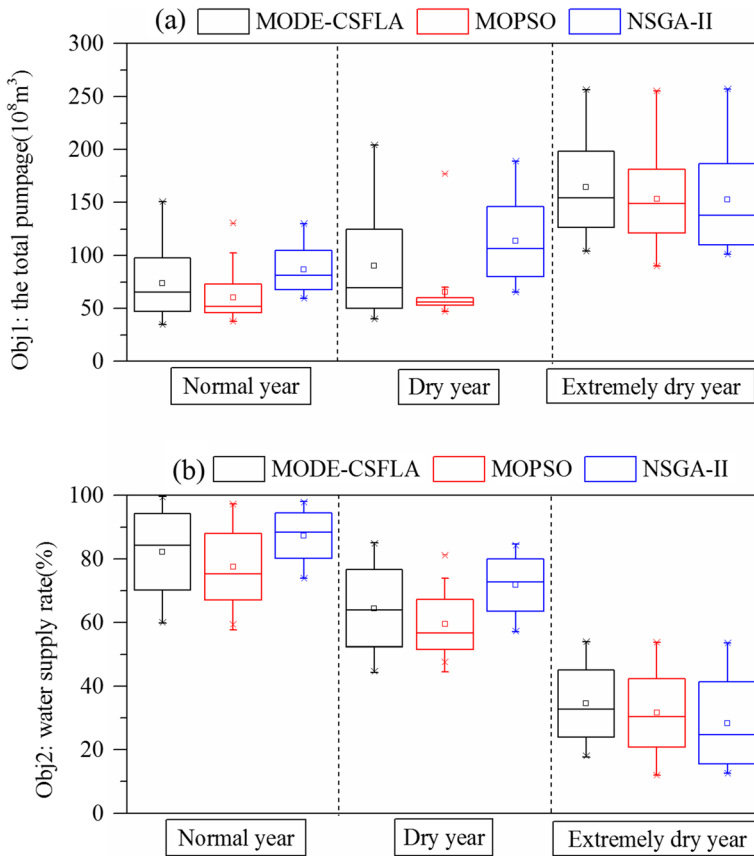 (a) MODE-CSFLA MOPSO NSGA-II
Obj1: the total pumpage(10⁸m³)
300
250
200
150
100
50
0
Normal year Dry year Extremely dry year
(b) MODE-CSFLA MOPSO NSGA-II
Obj2: water supply rate(%)
100
80
60
40
20
0
Normal year Dry year Extremely dry year